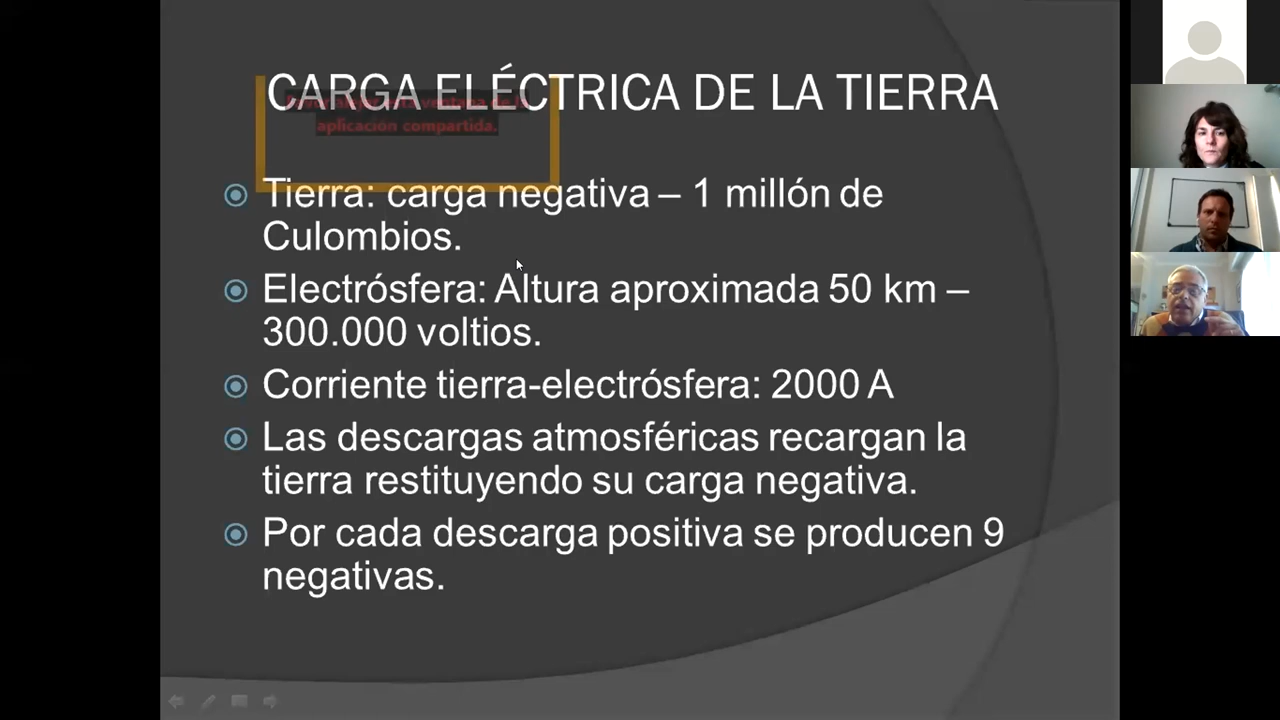 CARGA ELÉCTRICA DE LA TIERRA
aplicación compartida.
Tierra: carga negativa – 1 millón de
Culombios.
Electrósfera: Altura aproximada 50 km –
300.000 voltios.
Corriente tierra-electrósfera: 2000 A
Las descargas atmosféricas recargan la
tierra restituyendo su carga negativa.
Por cada descarga positiva se producen 9
negativas.